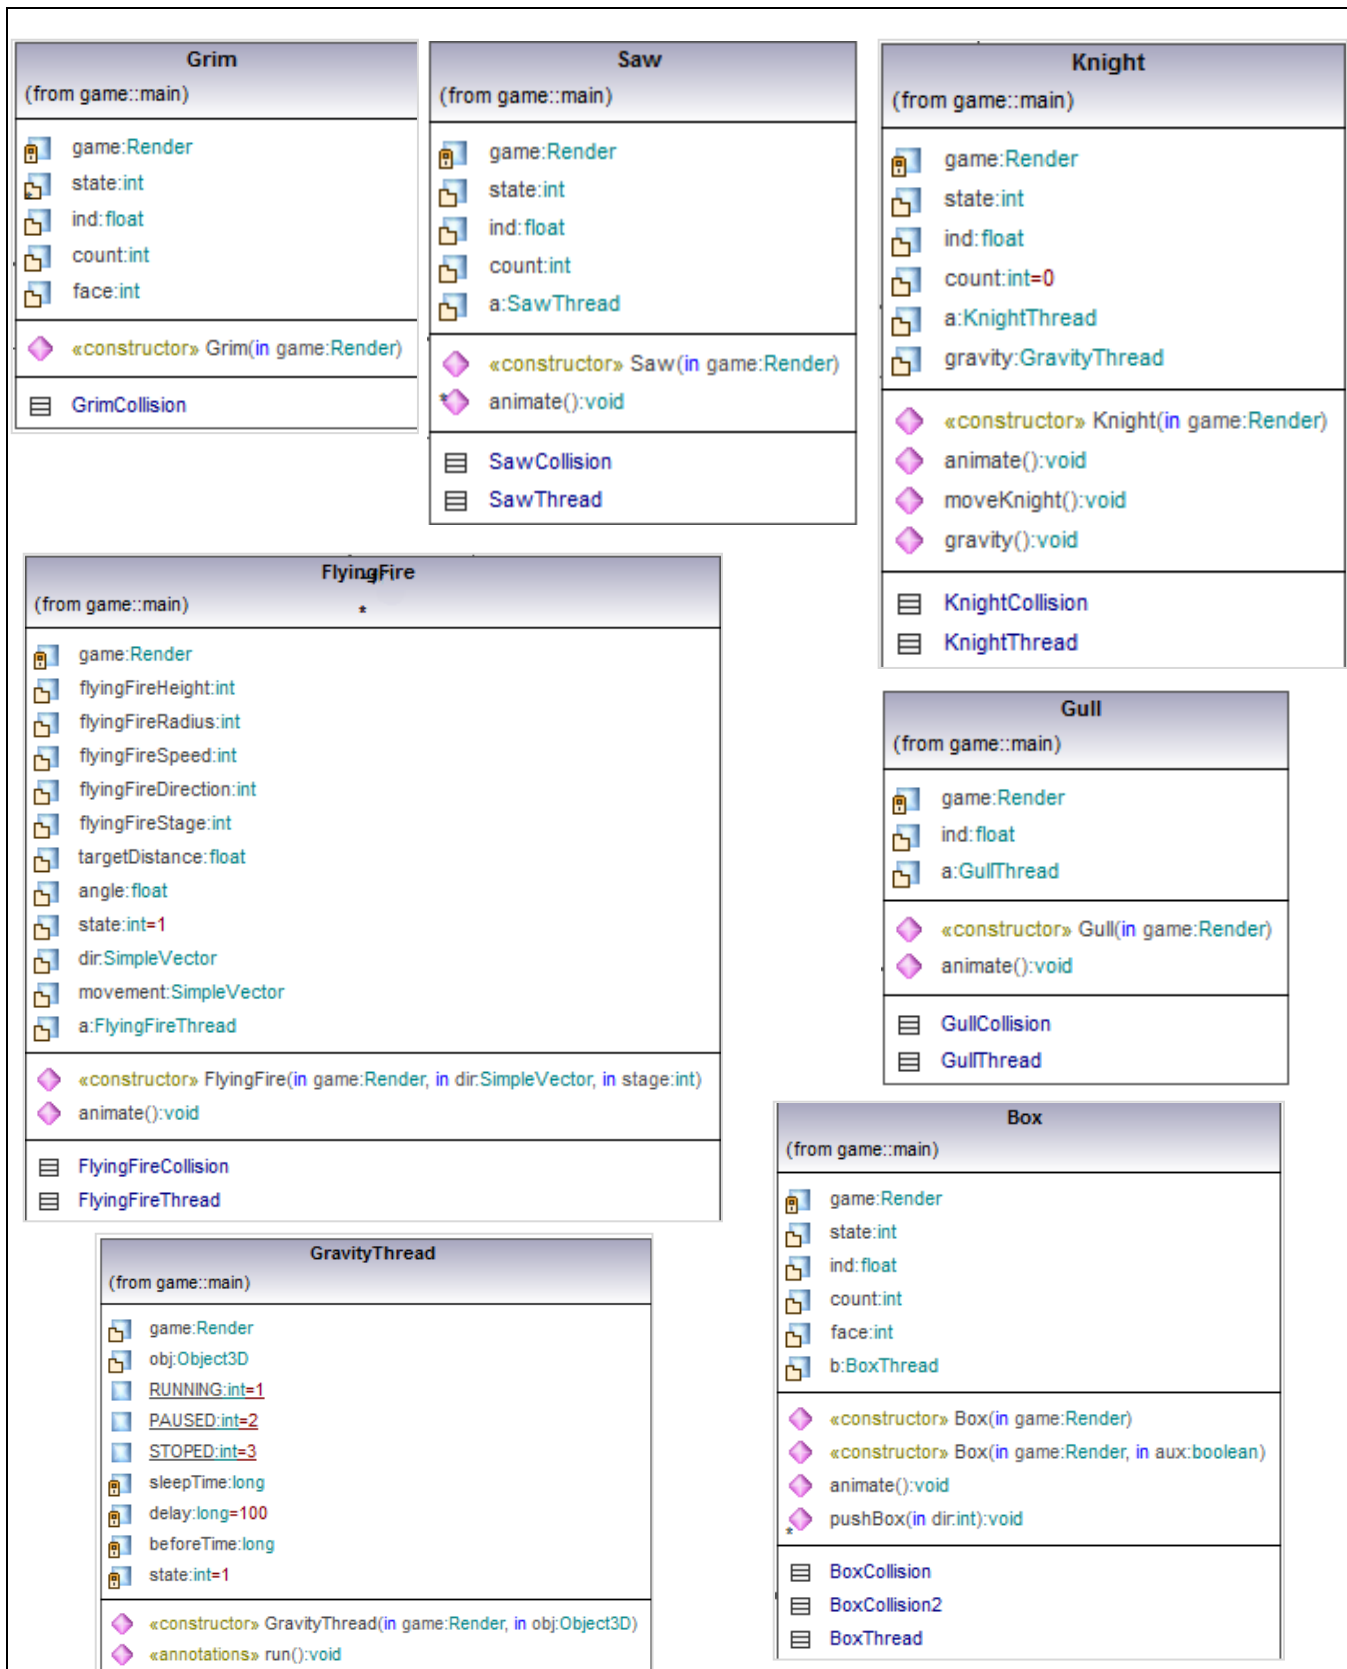 Grim
(from game::main)
game:Render
state:int
ind:float
count:int
face:int
«constructor» Grim(in game:Render)
GrimCollision
Saw
(from game::main)
game:Render
state:int
ind:float
count:int
a:SawThread
«constructor» Saw(in game:Render)
animate():void
SawCollision
SawThread
Knight
(from game::main)
game:Render
state:int
ind:float
count:int=0
a:KnightThread
gravity:GravityThread
«constructor» Knight(in game:Render)
animate():void
moveKnight():void
gravity():void
KnightCollision
KnightThread
FlyingFire
(from game::main)
*
game:Render
flyingFireHeight:int
flyingFireRadius:int
flyingFireSpeed:int
flyingFireDirection:int
flyingFireStage:int
targetDistance:float
angle:float
state:int=1
dir:SimpleVector
movement:SimpleVector
a:FlyingFireThread
«constructor» FlyingFire(in game:Render, in dir:SimpleVector, in stage:int)
animate():void
FlyingFireCollision
FlyingFireThread
Gull
(from game::main)
game:Render
ind:float
a:GullThread
«constructor» Gull(in game:Render)
animate():void
GullCollision
GullThread
GravityThread
(from game::main)
game:Render
obj:Object3D
RUNNING:int=1
PAUSED:int=2
STOPED:int=3
sleepTime:long
delay:long=100
beforeTime:long
state:int=1
«constructor» GravityThread(in game:Render, in obj:Object3D)
«annotations» run():void
Box
(from game::main)
game:Render
state:int
ind:float
count:int
face:int
b:BoxThread
«constructor» Box(in game:Render)
«constructor» Box(in game:Render, in aux:boolean)
animate():void
pushBox(in dir:int):void
BoxCollision
BoxCollision2
BoxThread